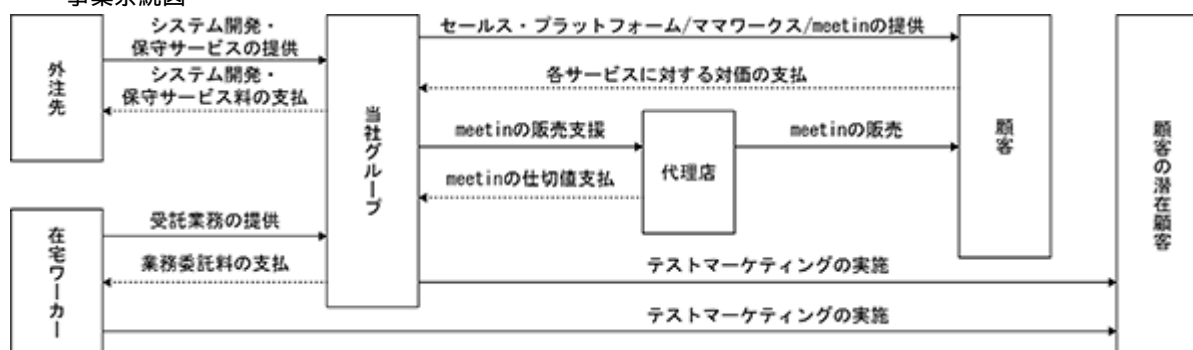 事業系統図
システム開発・
保守サービスの提供
システム開発・
保守サービス料の支払
外注先
セールス・プラットフォーム/ママワークス/meetinの提供
各サービスに対する対価の支払
当社グループ
meetinの販売支援
meetinの仕切値支払
代理店
meetinの販売
顧客
顧客の潜在顧客
在宅ワーカー
受託業務の提供
業務委託料の支払
テストマーケティングの実施
テストマーケティングの実施